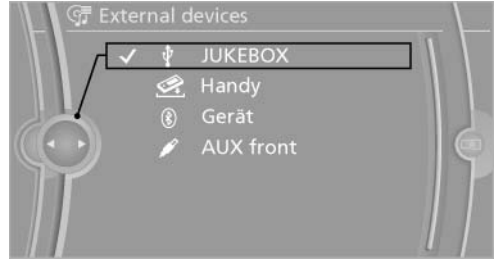 External devices
JUKEBOX
Handy
Gerät
AUX front